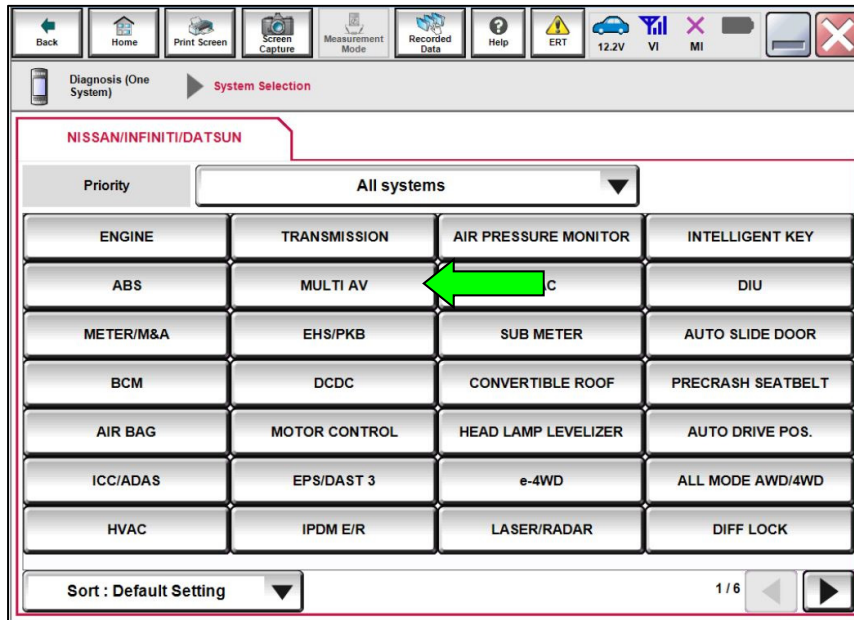 Back
Home
Print Screen
Screen
Capture
Measurement
Mode
Recorded
Data
Help
ERT
12.2V
VI
MI
Diagnosis (One
System)
System Selection
NISSAN/INFINITI/DATSUN
Priority
All systems
ENGINE TRANSMISSION AIR PRESSURE MONITOR INTELLIGENT KEY
ABS MULTI AV DIU
METER/M&A EHS/PKB SUB METER AUTO SLIDE DOOR
BCM DCDC CONVERTIBLE ROOF PRECRASH SEATBELT
AIR BAG MOTOR CONTROL HEAD LAMP LEVELIZER AUTO DRIVE POS.
ICC/ADAS EPS/DAST 3 e-4WD ALL MODE AWD/4WD
HVAC IPDM E/R LASER/RADAR DIFF LOCK
Sort : Default Setting
1 / 6